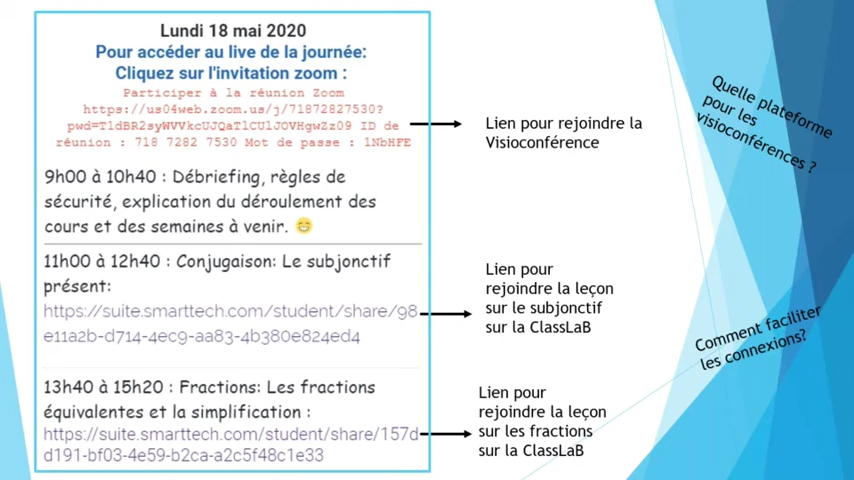 Lundi 18 mai 2020
Pour accéder au live de la journée:
Cliquez sur l'invitation zoom :
Participer à la réunion Zoom
https://us04web.zoom.us/j/71872827530?
pwd=TldBR2syWVVkcUJQaTlCUlJOVHgwZz09 ID de
réunion : 718 7282 7530 Mot de passe : 1NbHFE
9h00 à 10h40 : Débriefing, règles de
sécurité, explication du déroulement des
cours et des semaines à venir. 😁
11h00 à 12h40 : Conjugaison: Le subjonctif
présent:
https://suite.smarttech.com/student/share/98
e11a2b-d714-4ec9-aa83-4b380e824ed4
13h40 à 15h20 : Fractions: Les fractions
équivalentes et la simplification :
https://suite.smarttech.com/student/share/157d
d191-bf03-4e59-b2ca-a2c5f48c1e33
Lien pour rejoindre la
Visioconférence
Lien pour
rejoindre la leçon
sur le subjonctif
sur la ClassLaB
Lien pour
rejoindre la leçon
sur les fractions
sur la ClassLaB
Quelle plateforme
pour les
visioconférences ?
Comment faciliter
les connexions?